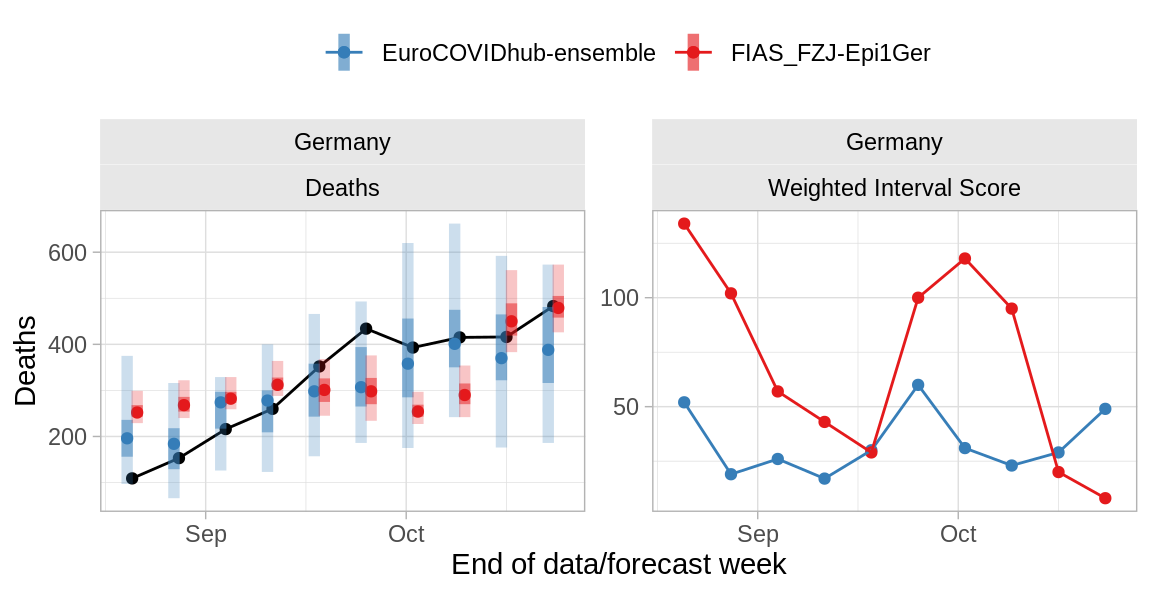 EuroCOVIDhub-ensemble
FIAS_FZJ-Epi1Ger
Germany
Deaths
Germany
Weighted Interval Score
Deaths
600
400
200
100
50
Sep
Oct
Sep
Oct
End of data/forecast week